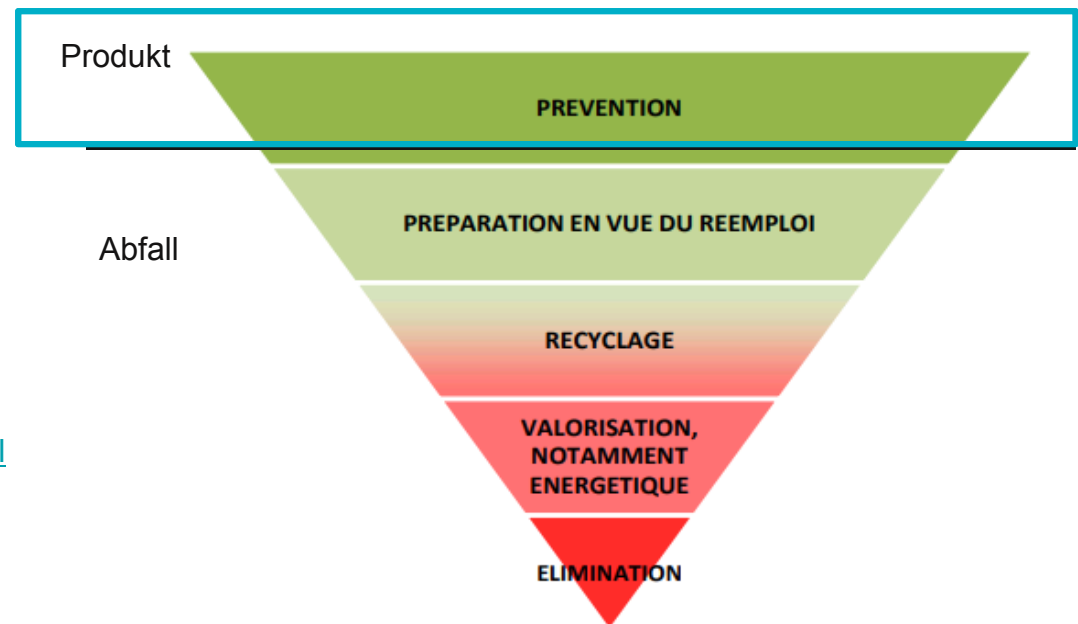 Produkt
PREVENTION
PREPARATION EN VUE DU REEMPLOI
Abfall
RECYCLAGE
VALORISATION,
NOTAMMENT
ENERGETIQUE
ELIMINATION